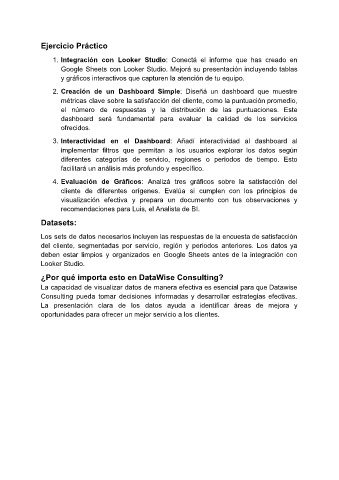 Ejercicio Práctico
1. Integración con Looker Studio: Conectá el informe que has creado en
Google Sheets con Looker Studio. Mejorá su presentación incluyendo tablas
y gráficos interactivos que capturen la atención de tu equipo.
2. Creación de un Dashboard Simple: Diseñá un dashboard que muestre
métricas clave sobre la satisfacción del cliente, como la puntuación promedio,
el número de respuestas y la distribución de las puntuaciones. Este
dashboard será fundamental para evaluar la calidad de los servicios
ofrecidos.
3. Interactividad en el Dashboard: Añadí interactividad al dashboard al
implementar filtros que permitan a los usuarios explorar los datos según
diferentes categorías de servicio, regiones o periodos de tiempo. Esto
facilitará un análisis más profundo y específico.
4. Evaluación de Gráficos: Analizá tres gráficos sobre la satisfacción del
cliente de diferentes orígenes. Evalúa si cumplen con los principios de
visualización efectiva y prepara un documento con tus observaciones y
recomendaciones para Luis, el Analista de BI.
Datasets:
Los sets de datos necesarios incluyen las respuestas de la encuesta de satisfacción
del cliente, segmentadas por servicio, región y periodos anteriores. Los datos ya
deben estar limpios y organizados en Google Sheets antes de la integración con
Looker Studio.
¿Por qué importa esto en DataWise Consulting?
La capacidad de visualizar datos de manera efectiva es esencial para que Datawise
Consulting pueda tomar decisiones informadas y desarrollar estrategias efectivas.
La presentación clara de los datos ayuda a identificar áreas de mejora y
oportunidades para ofrecer un mejor servicio a los clientes.